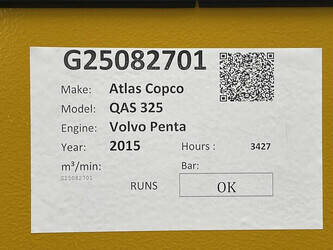 G25082701
Make: Atlas Copco
Model: QAS 325
Engine: Volvo Penta
Year: 2015 Hours : 3427
m³/min: Bar:
G25082701
RUNS OK